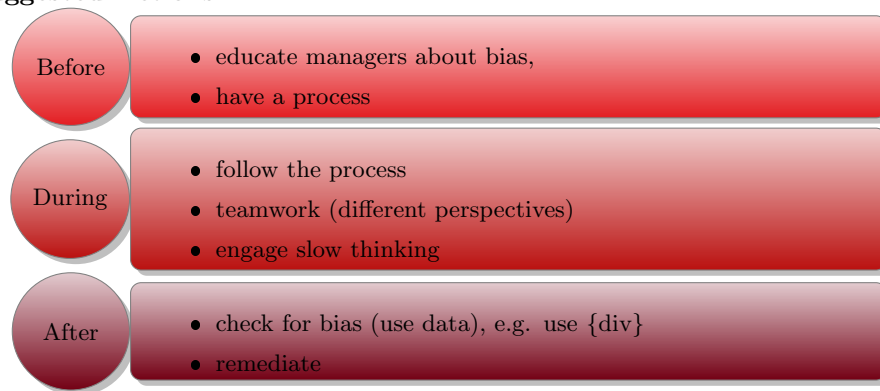 Before
• educate managers about bias,
• have a process
During
• follow the process
• teamwork (different perspectives)
• engage slow thinking
After
• check for bias (use data), e.g. use {div}
• remediate